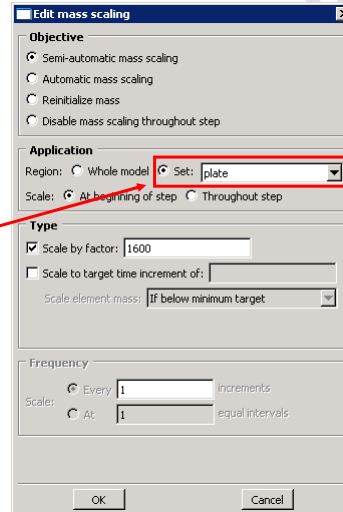 Edit mass scaling
Objective
Semi-automatic mass scaling
Automatic mass scaling
Reinitialize mass
Disable mass scaling throughout step
Application
Region: Whole model Set: plate
Scale: At beginning of step Throughout step
Type
Scale by factor: 1600
Scale to target time increment of:
Scale element mass: If below minimum target
Frequency
Scale:
Every 1 increments
At 1 equal intervals
OK Cancel